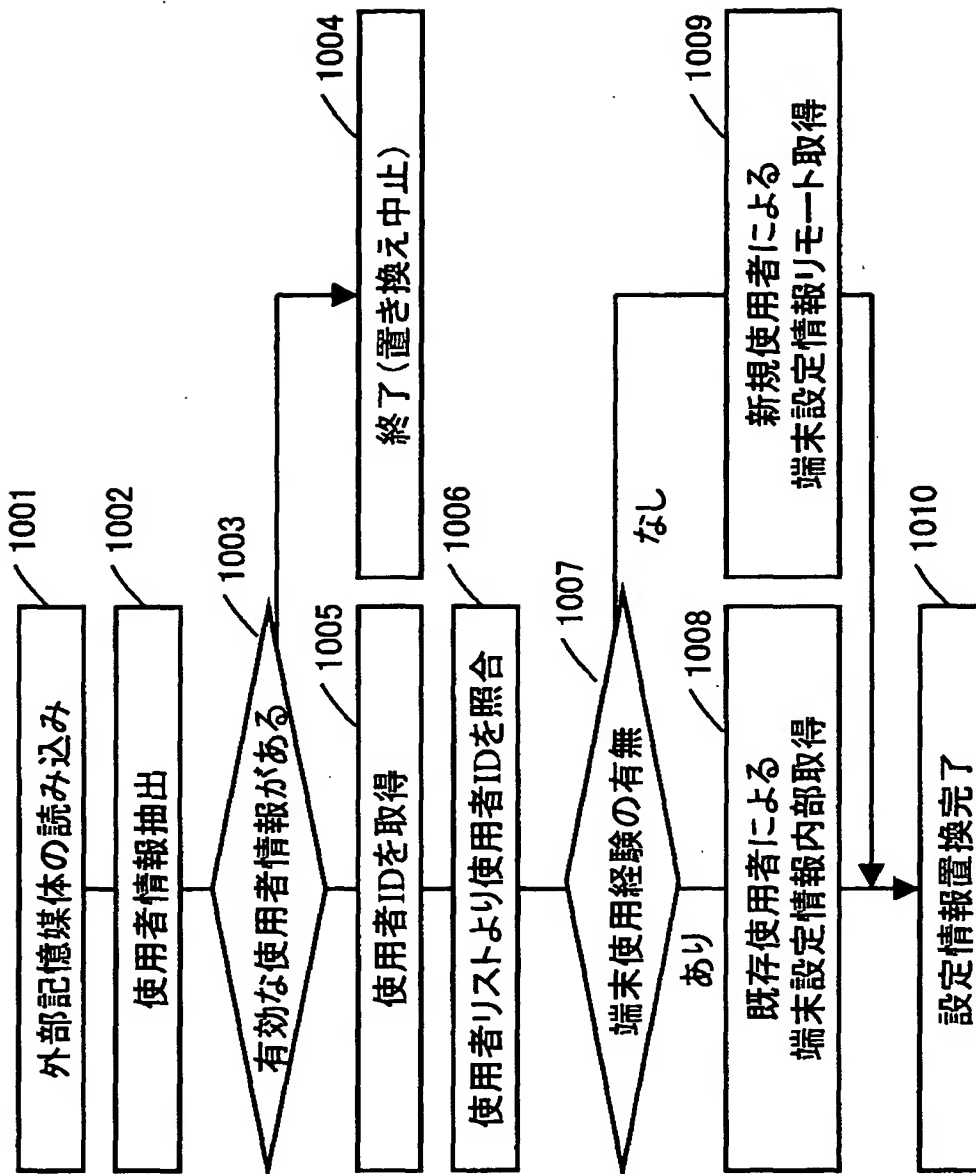 1001
外部記憶媒体の読み込み
1002
使用者情報抽出
1003
有効な使用者情報がある
1004
終了(置き換え中止)
1005
使用者IDを取得
1006
使用者リストより使用者IDを照合
1007
端末使用経験の有無
なし
あり
1008
既存使用者による
端末設定情報内部取得
1009
新規使用者による
端末設定情報リモート取得
1010
設定情報置換完了